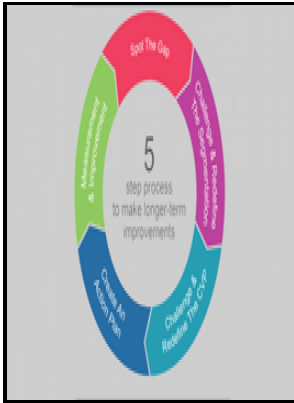 Spot The Gap
Challenge & Redefine
The Segmentation
Challenge &
Redefine The CVP
Create An
Action Plan
Measurement
& Improvement
5
step process
to make longer-term
improvements